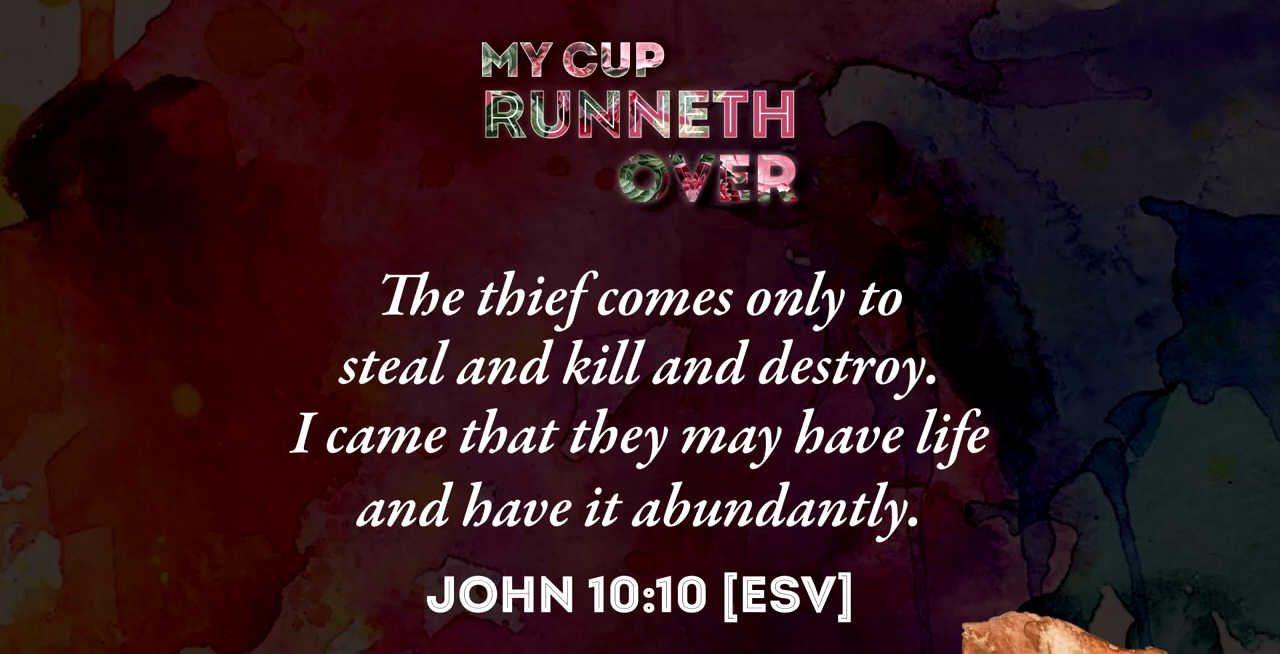 MY CUP
RUNNETH
OVER
The thief comes only to
steal and kill and destroy.
I came that they may have life
and have it abundantly.
JOHN 10:10 [ESV]